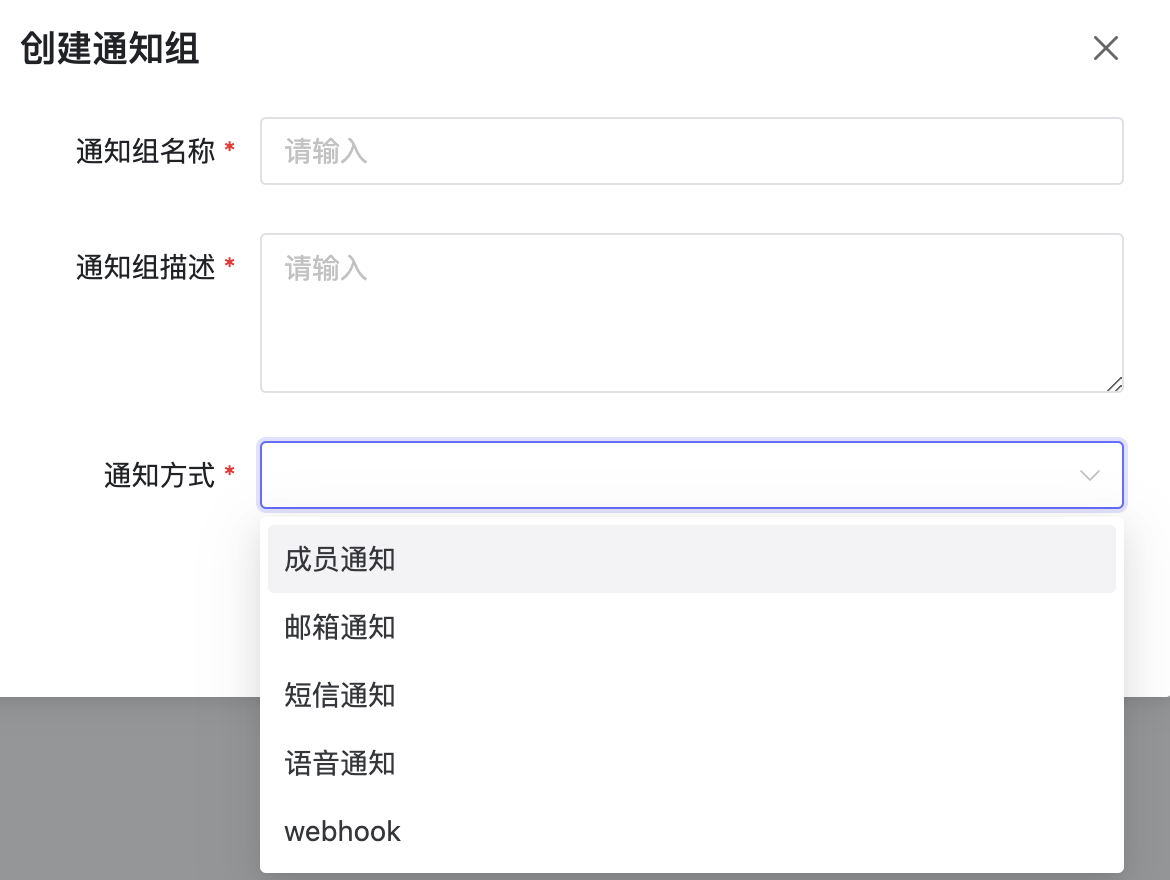 创建通知组
通知组名称 *
请输入
通知组描述 *
请输入
通知方式 *
成员通知
邮箱通知
短信通知
语音通知
webhook